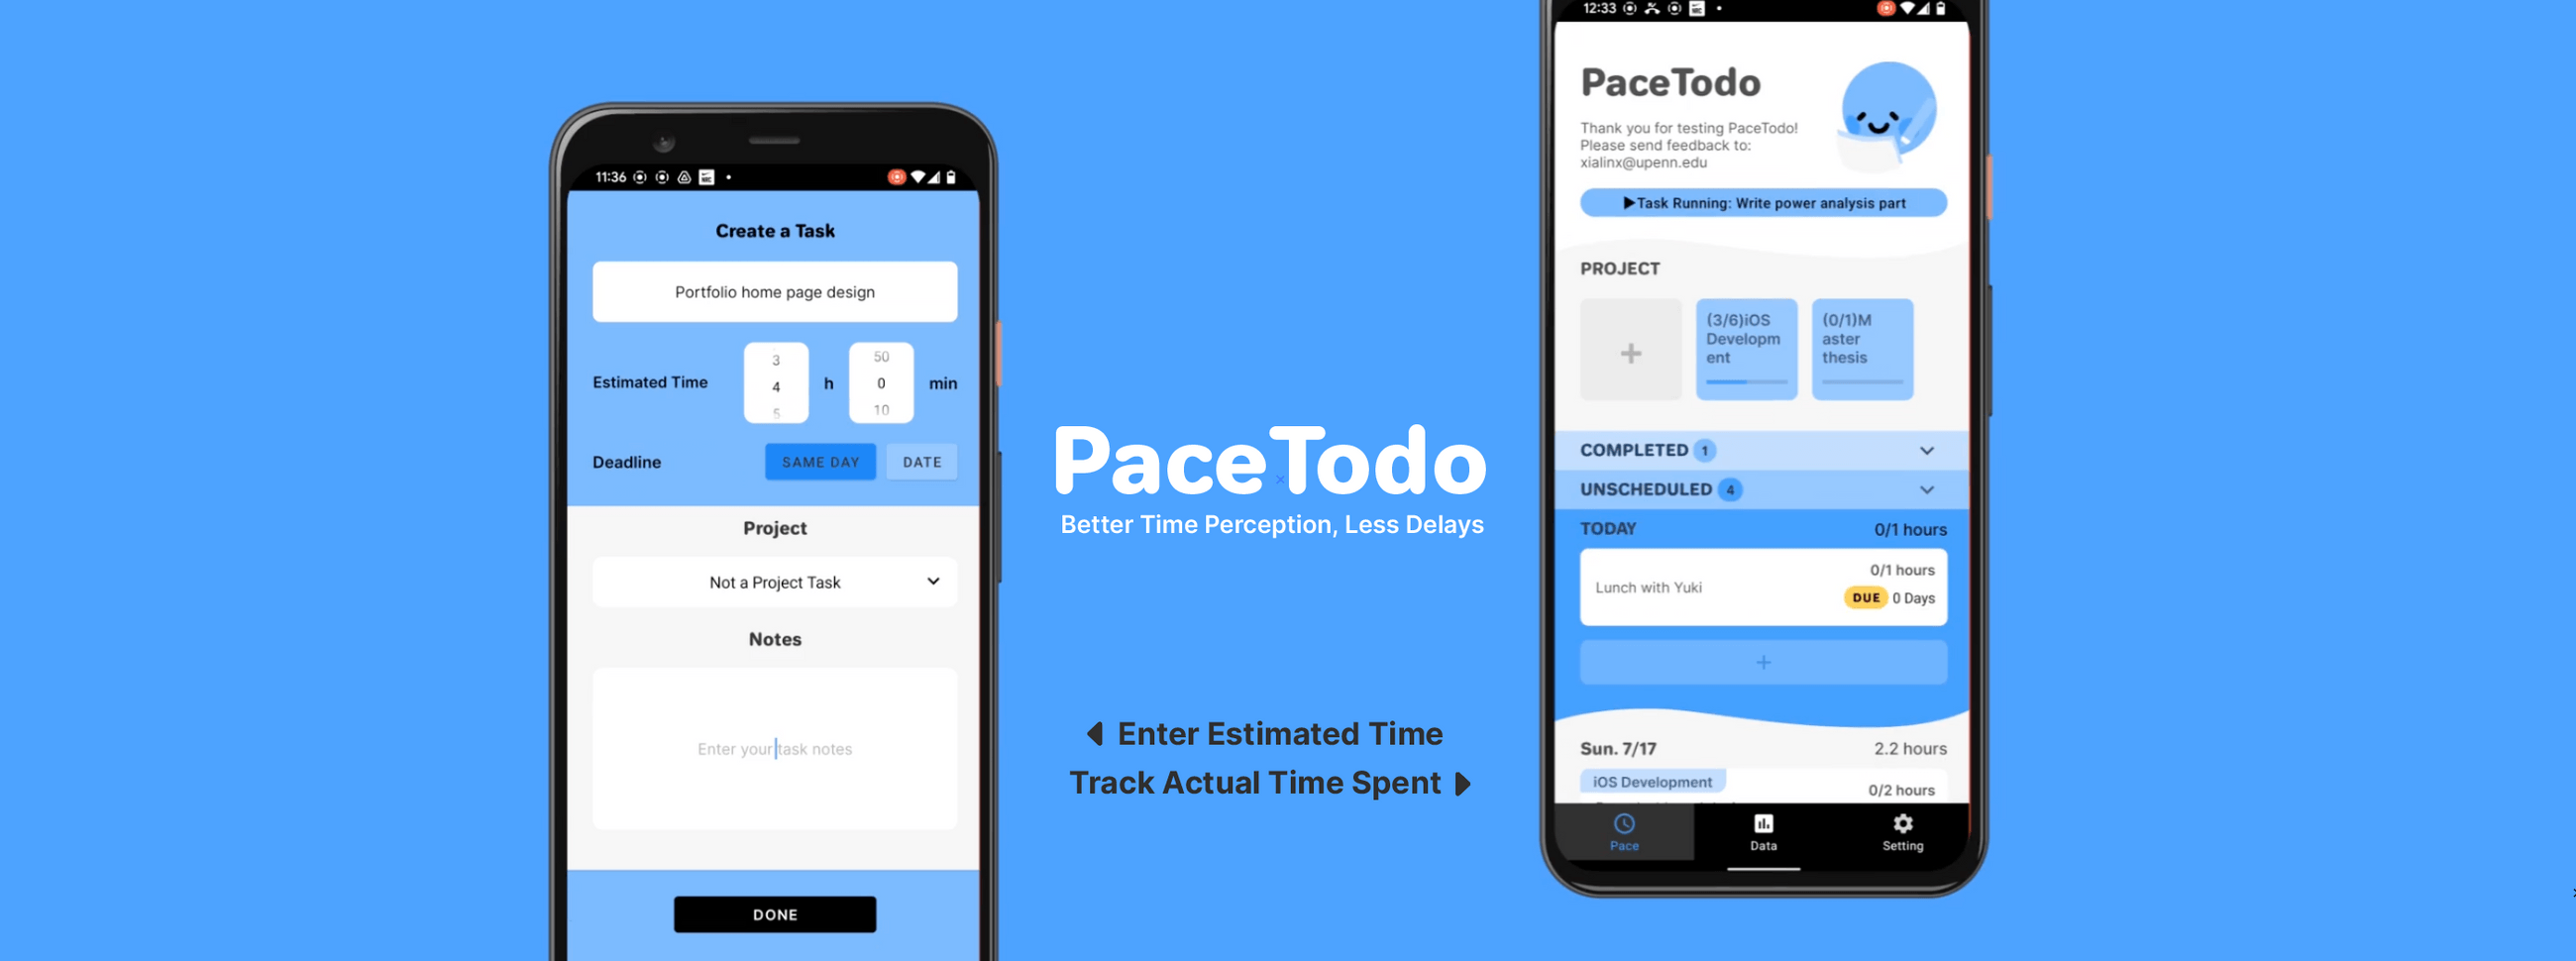 11:36
Create a Task
Portfolio home page design
3
4
5
h
50
0
10
min
Estimated Time
Deadline
SAME DAY
DATE
Project
Not a Project Task
Notes
Enter your task notes
DONE
PaceTodo
Better Time Perception, Less Delays
Enter Estimated Time
Track Actual Time Spent
12:33
PaceTodo
Thank you for testing PaceTodo!
Please send feedback to:
xialinx@upenn.edu
Task Running: Write power analysis part
PROJECT
+
(3/6)iOS
Developm
ent
(0/1)M
aster
thesis
COMPLETED 1
UNSCHEDULED 4
TODAY
0/1 hours
Lunch with Yuki
0/1 hours
DUE 0 Days
+
Sun. 7/17
2.2 hours
iOS Development
0/2 hours
Pace
Data
Setting